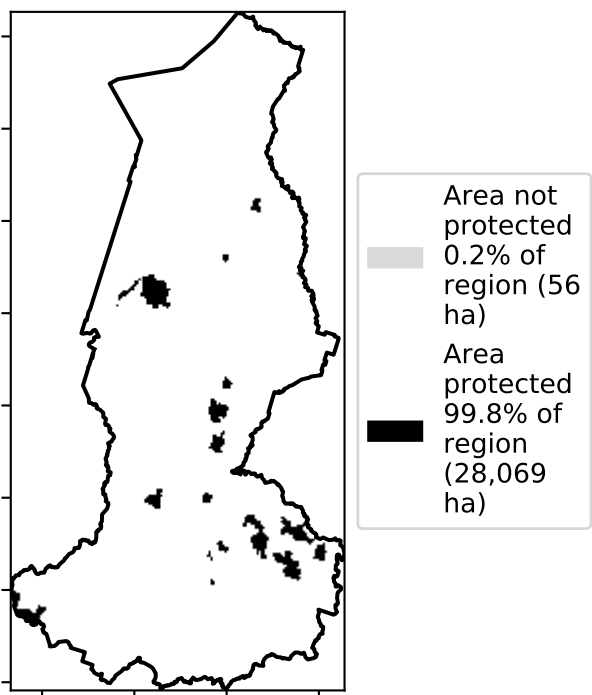 Area not
protected
0.2% of
region (56
ha)
Area
protected
99.8% of
region
(28,069
ha)